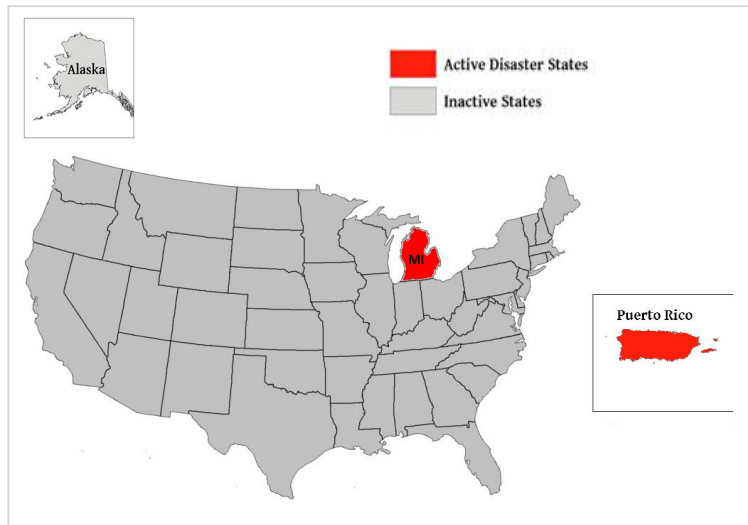 Alaska
Active Disaster States
Inactive States
MI
Puerto Rico